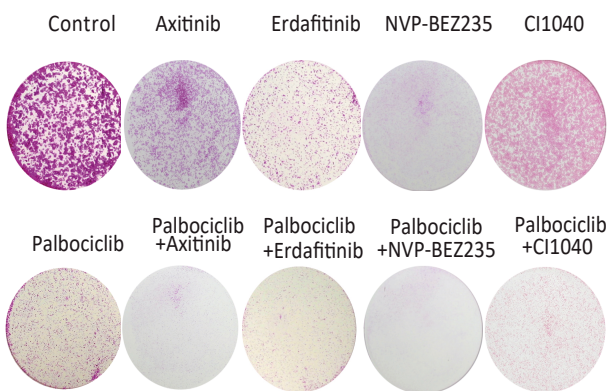 Control Axitinib Erdafitinib NVP-BEZ235 CI1040
Palbociclib Palbociclib Palbociclib Palbociclib Palbociclib
+Axitinib +Erdafitinib +NVP-BEZ235 +CI1040